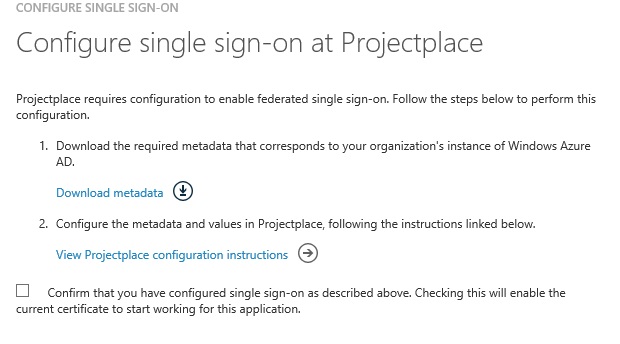 CONFIGURE SINGLE SIGN-ON
Configure single sign-on at Projectplace
Projectplace requires configuration to enable federated single sign-on. Follow the steps below to perform this
configuration.
1. Download the required metadata that corresponds to your organization's instance of Windows Azure
AD.
Download metadata
2. Configure the metadata and values in Projectplace, following the instructions linked below.
View Projectplace configuration instructions
Confirm that you have configured single sign-on as described above. Checking this will enable the
current certificate to start working for this application.